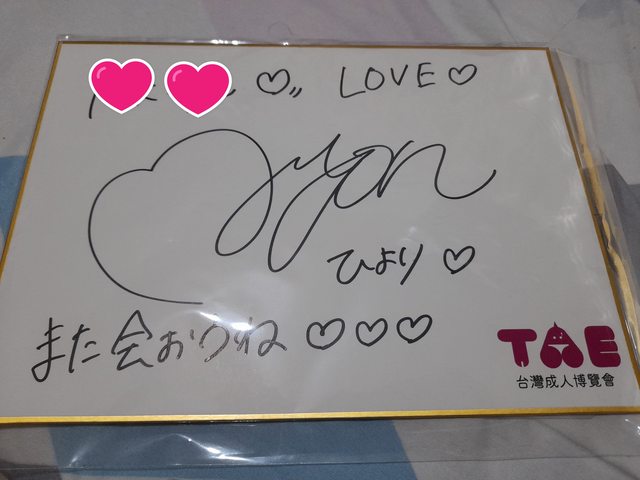 ♡〃 LOVE♡
ひより♡
また会おうね♡♡♡
TAE
台灣成人博覽會